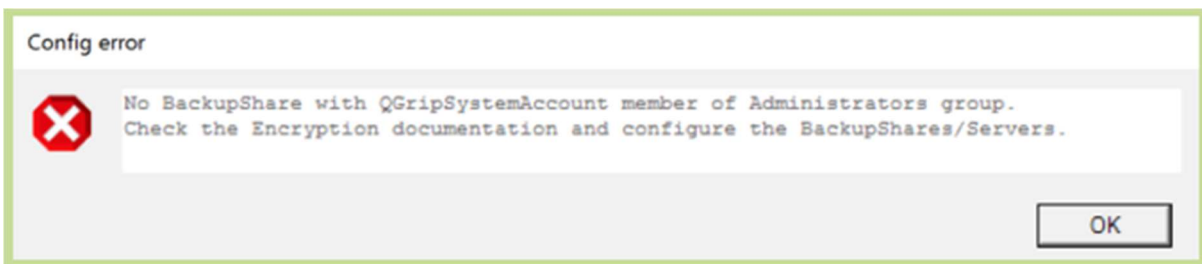 Config error
No BackupShare with QGripSystemAccount member of Administrators group.
Check the Encryption documentation and configure the BackupShares/Servers.
OK